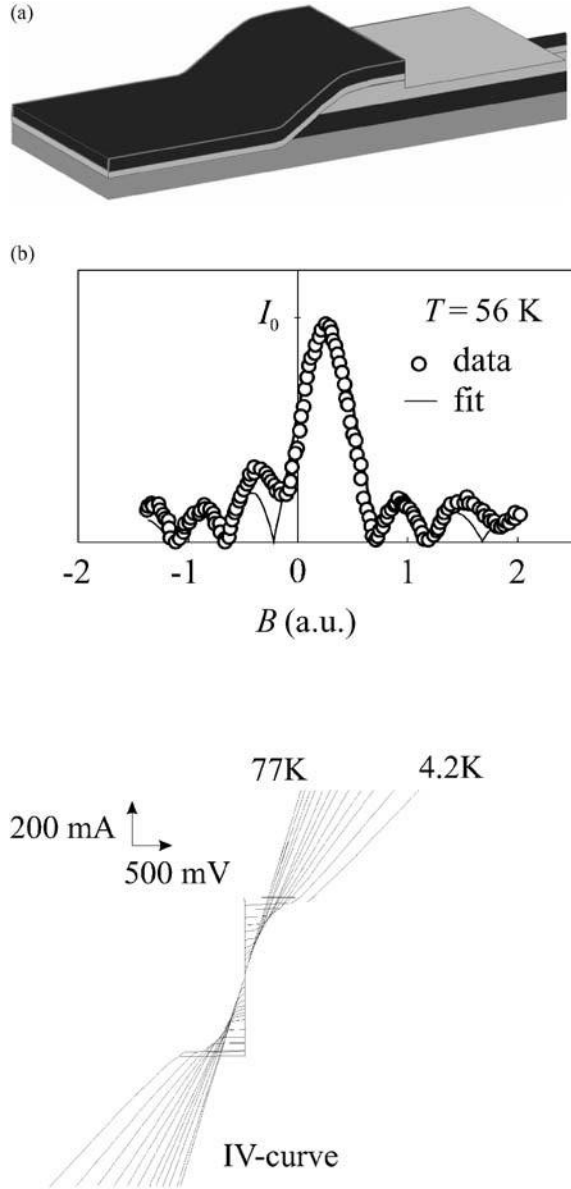 (a)
(b)
I₀
T = 56 K
data
fit
-2 -1 0 1 2
B (a.u.)
77K 4.2K
200 mA
500 mV
IV-curve